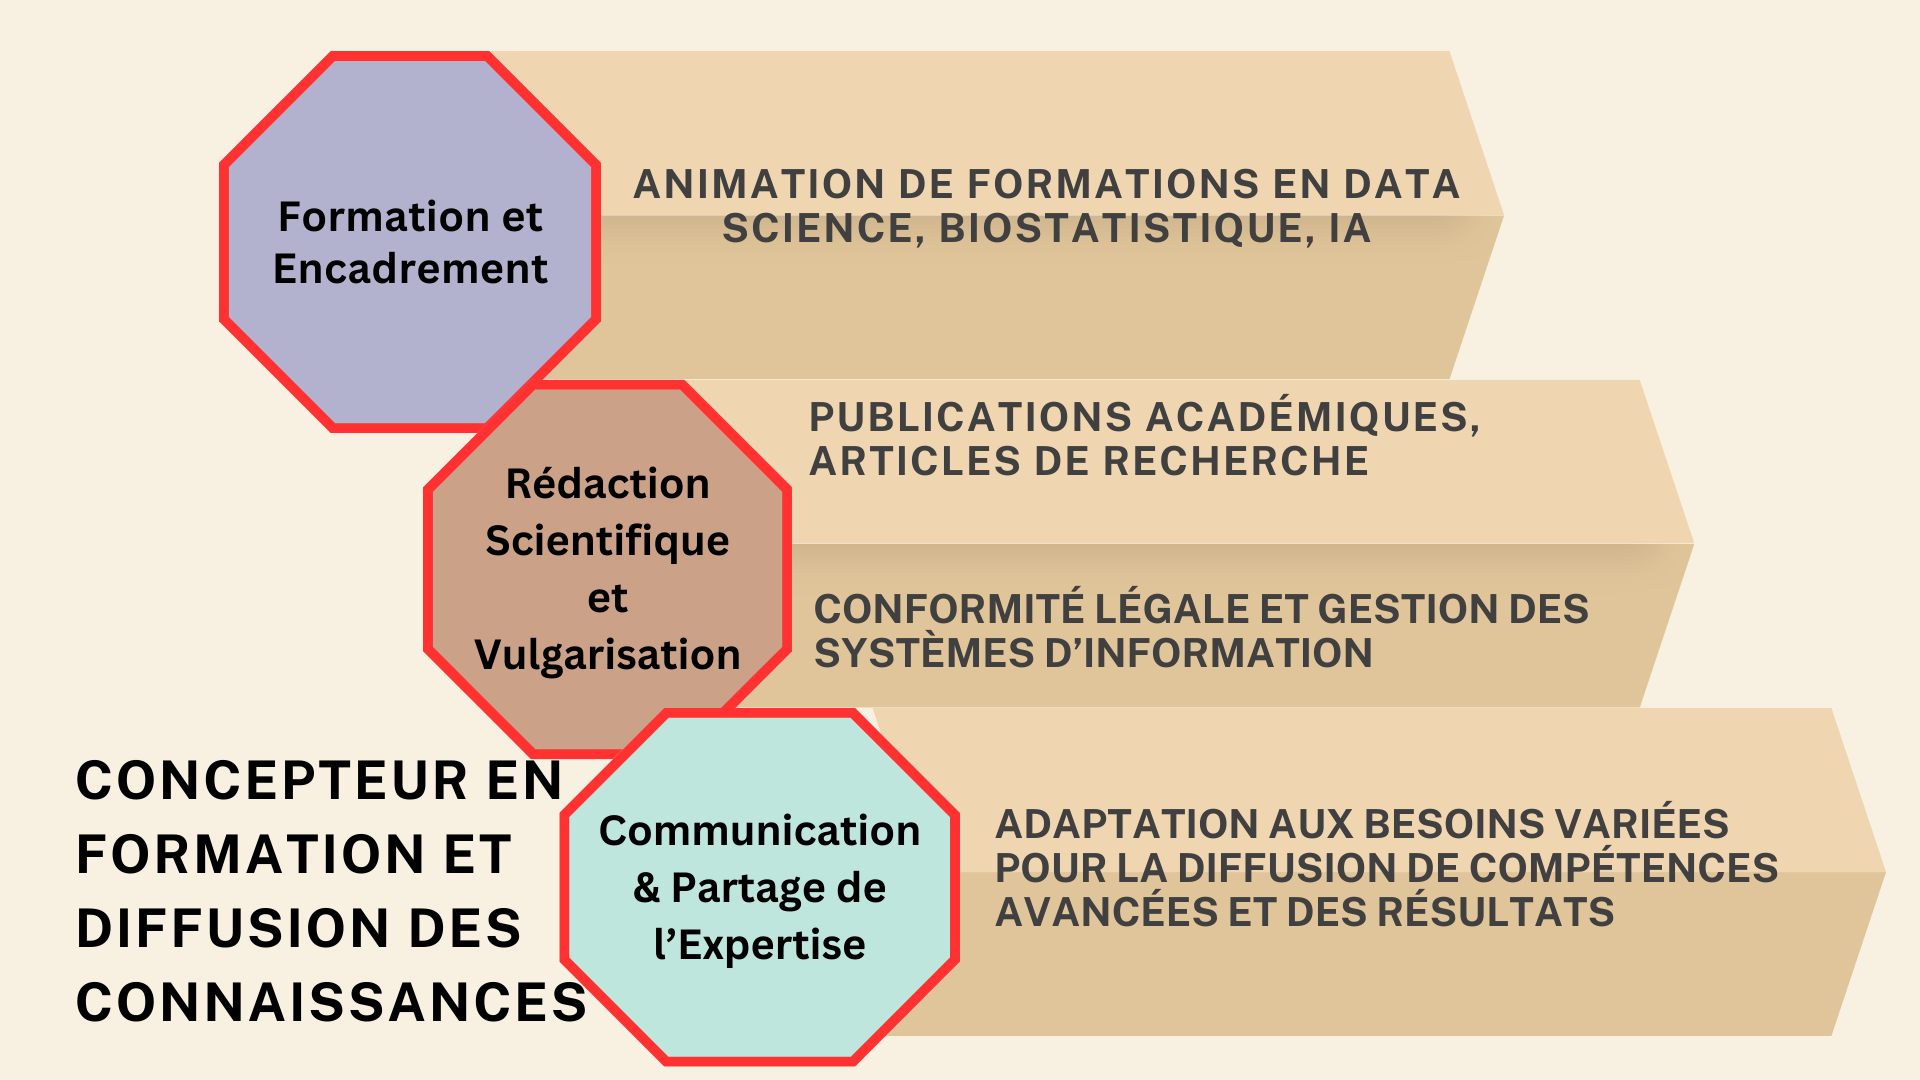 Formation et
Encadrement
ANIMATION DE FORMATIONS EN DATA
SCIENCE, BIOSTATISTIQUE, IA
Rédaction
Scientifique
et
Vulgarisation
PUBLICATIONS ACADÉMIQUES,
ARTICLES DE RECHERCHE
CONFORMITÉ LÉGALE ET GESTION DES
SYSTÈMES D’INFORMATION
CONCEPTEUR EN
FORMATION ET
DIFFUSION DES
CONNAISSANCES
Communication
& Partage de
l’Expertise
ADAPTATION AUX BESOINS VARIÉES
POUR LA DIFFUSION DE COMPÉTENCES
AVANCÉES ET DES RÉSULTATS